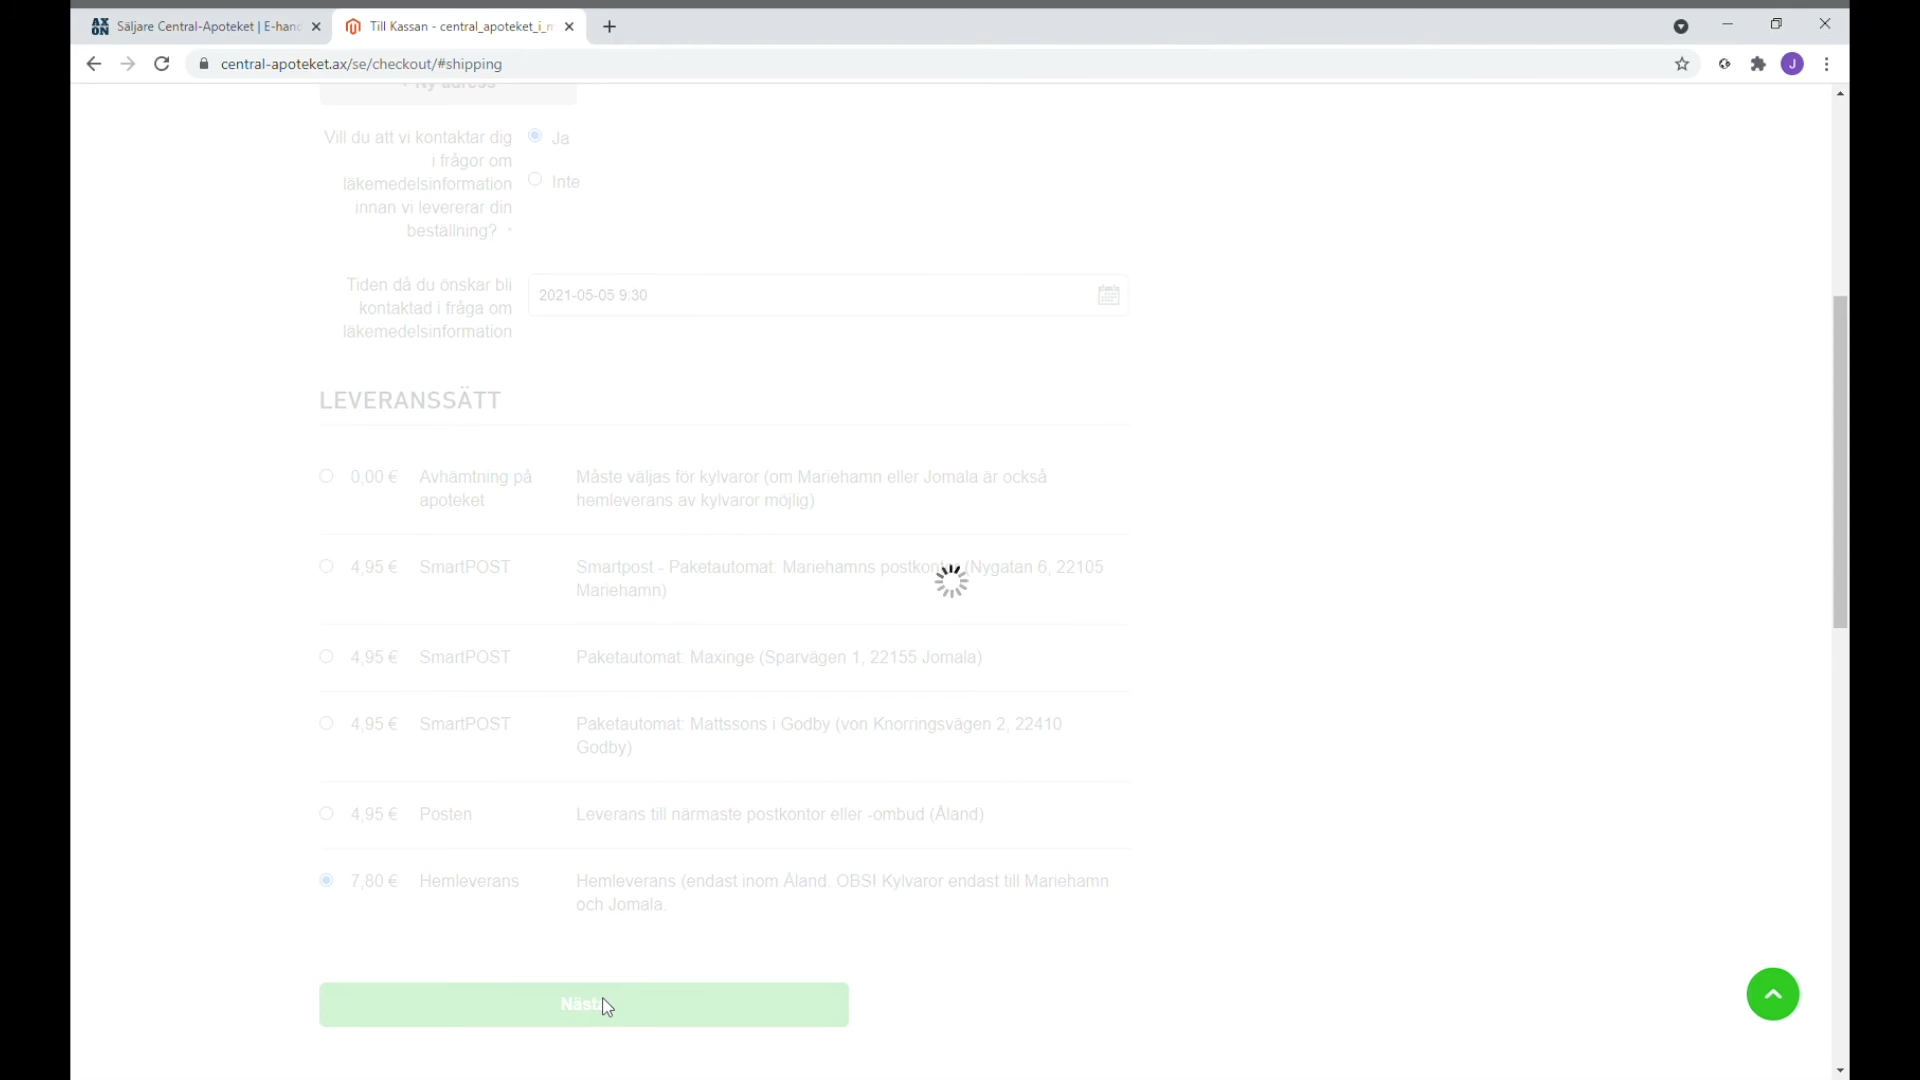 Säljare Central-Apoteket | E-hand
Till Kassan - central_apoteket_i_m
central-apoteket.ax/se/checkout/#shipping
J
Ny adress
Vill du att vi kontaktar dig
i frågor om
läkemedelsinformation
innan vi levererar din
beställning? *
Ja
Inte
Tiden då du önskar bli
kontaktad i fråga om
läkemedelsinformation
2021-05-05 9:30
LEVERANSSÄTT
0,00 € Avhämtning på
apoteket
Måste väljas för kylvaror (om Mariehamn eller Jomala är också
hemleverans av kylvaror möjlig)
4,95 € SmartPOST
Smartpost - Paketautomat: Mariehamns postkontor (Nygatan 6, 22105
Mariehamn)
4,95 € SmartPOST Paketautomat: Maxinge (Sparvägen 1, 22155 Jomala)
4,95 € SmartPOST
Paketautomat: Mattssons i Godby (von Knorringsvägen 2, 22410
Godby)
4,95 € Posten Leverans till närmaste postkontor eller -ombud (Åland)
7,80 € Hemleverans
Hemleverans (endast inom Åland. OBS! Kylvaror endast till Mariehamn
och Jomala.
Nästa